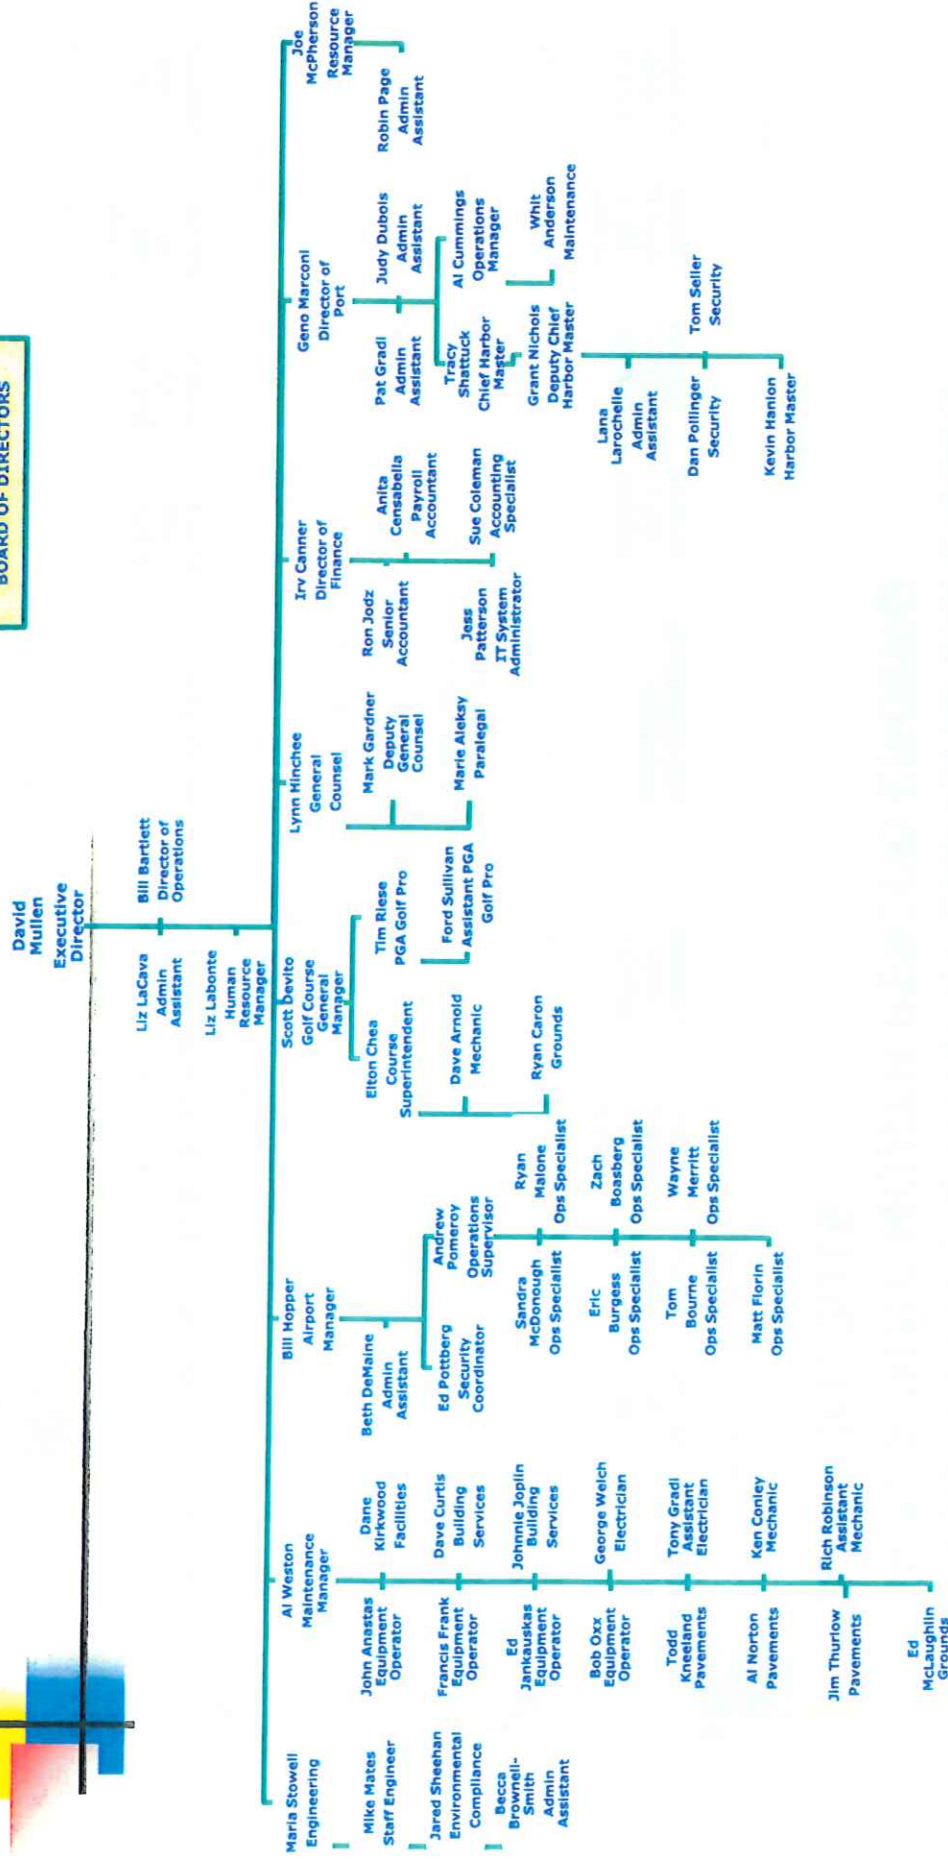 BOARD OF DIRECTORS
David
Mullen
Executive
Director
Liz LaCava
Admin
Assistant
Bill Bartlett
Director of
Operations
Liz Labonte
Human
Resource
Manager
Maria Stowell
Engineering
Mike Mates
Staff Engineer
Jared Sheehan
Environmental
Compliance
Becca
Brownell-
Smith
Admin
Assistant
Al Weston
Maintenance
Manager
John Anastas
Equipment
Operator
Dane
Kirkwood
Facilities
Francis Frank
Equipment
Operator
Dave Curtis
Building
Services
Ed
Jankauskas
Equipment
Operator
Johnnie Joplin
Building
Services
Bob Oxx
Equipment
Operator
George Welch
Electrician
Todd
Kneeland
Pavements
Tony Gradl
Assistant
Electrician
Al Norton
Pavements
Ken Conley
Mechanic
Jim Thurlow
Pavements
Rich Robinson
Assistant
Mechanic
Ed
McLaughlin
Grounds
Bill Hopper
Airport
Manager
Beth DeMaine
Admin
Assistant
Ed Pottberg
Security
Coordinator
Andrew
Pomeroy
Operations
Supervisor
Sandra
McDonough
Ops Specialist
Ryan
Malone
Ops Specialist
Eric
Burgess
Ops Specialist
Zach
Boasberg
Ops Specialist
Tom
Bourne
Ops Specialist
Wayne
Merritt
Ops Specialist
Matt Florin
Ops Specialist
Scott Devito
Golf Course
General
Manager
Elton Chea
Course
Superintendent
Tim Riese
PGA Golf Pro
Dave Arnold
Mechanic
Ryan Caron
Grounds
Ford Sullivan
Assistant PGA
Golf Pro
Lynn Hinchee
General
Counsel
Mark Gardner
Deputy
General
Counsel
Marie Aleksy
Paralegal
Irv Canner
Director of
Finance
Ron Jodz
Senior
Accountant
Anita
Censabella
Payroll
Accountant
Jess
Patterson
IT System
Administrator
Sue Coleman
Accounting
Specialist
Geno Marconi
Director of
Port
Pat Gradl
Admin
Assistant
Judy Dubois
Admin
Assistant
Tracy
Shattuck
Chief Harbor
Master
Al Cummings
Operations
Manager
Grant Nichols
Deputy Chief
Harbor Master
Whit
Anderson
Maintenance
Lana
Larochelle
Admin
Assistant
Dan Pollinger
Security
Tom Seller
Security
Kevin Hanlon
Harbor Master
Joe
McPherson
Resource
Manager
Robin Page
Admin
Assistant